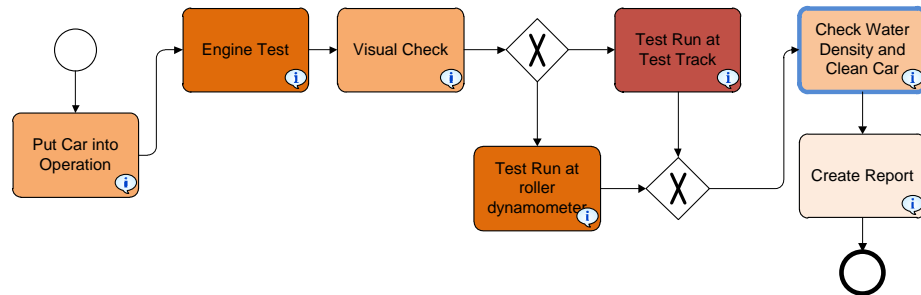 Put Car into
Operation
Engine Test
Visual Check
X
Test Run at
Test Track
Test Run at
roller
dynamometer
X
Check Water
Density and
Clean Car
Create Report
i
i
i
i
i
i
i